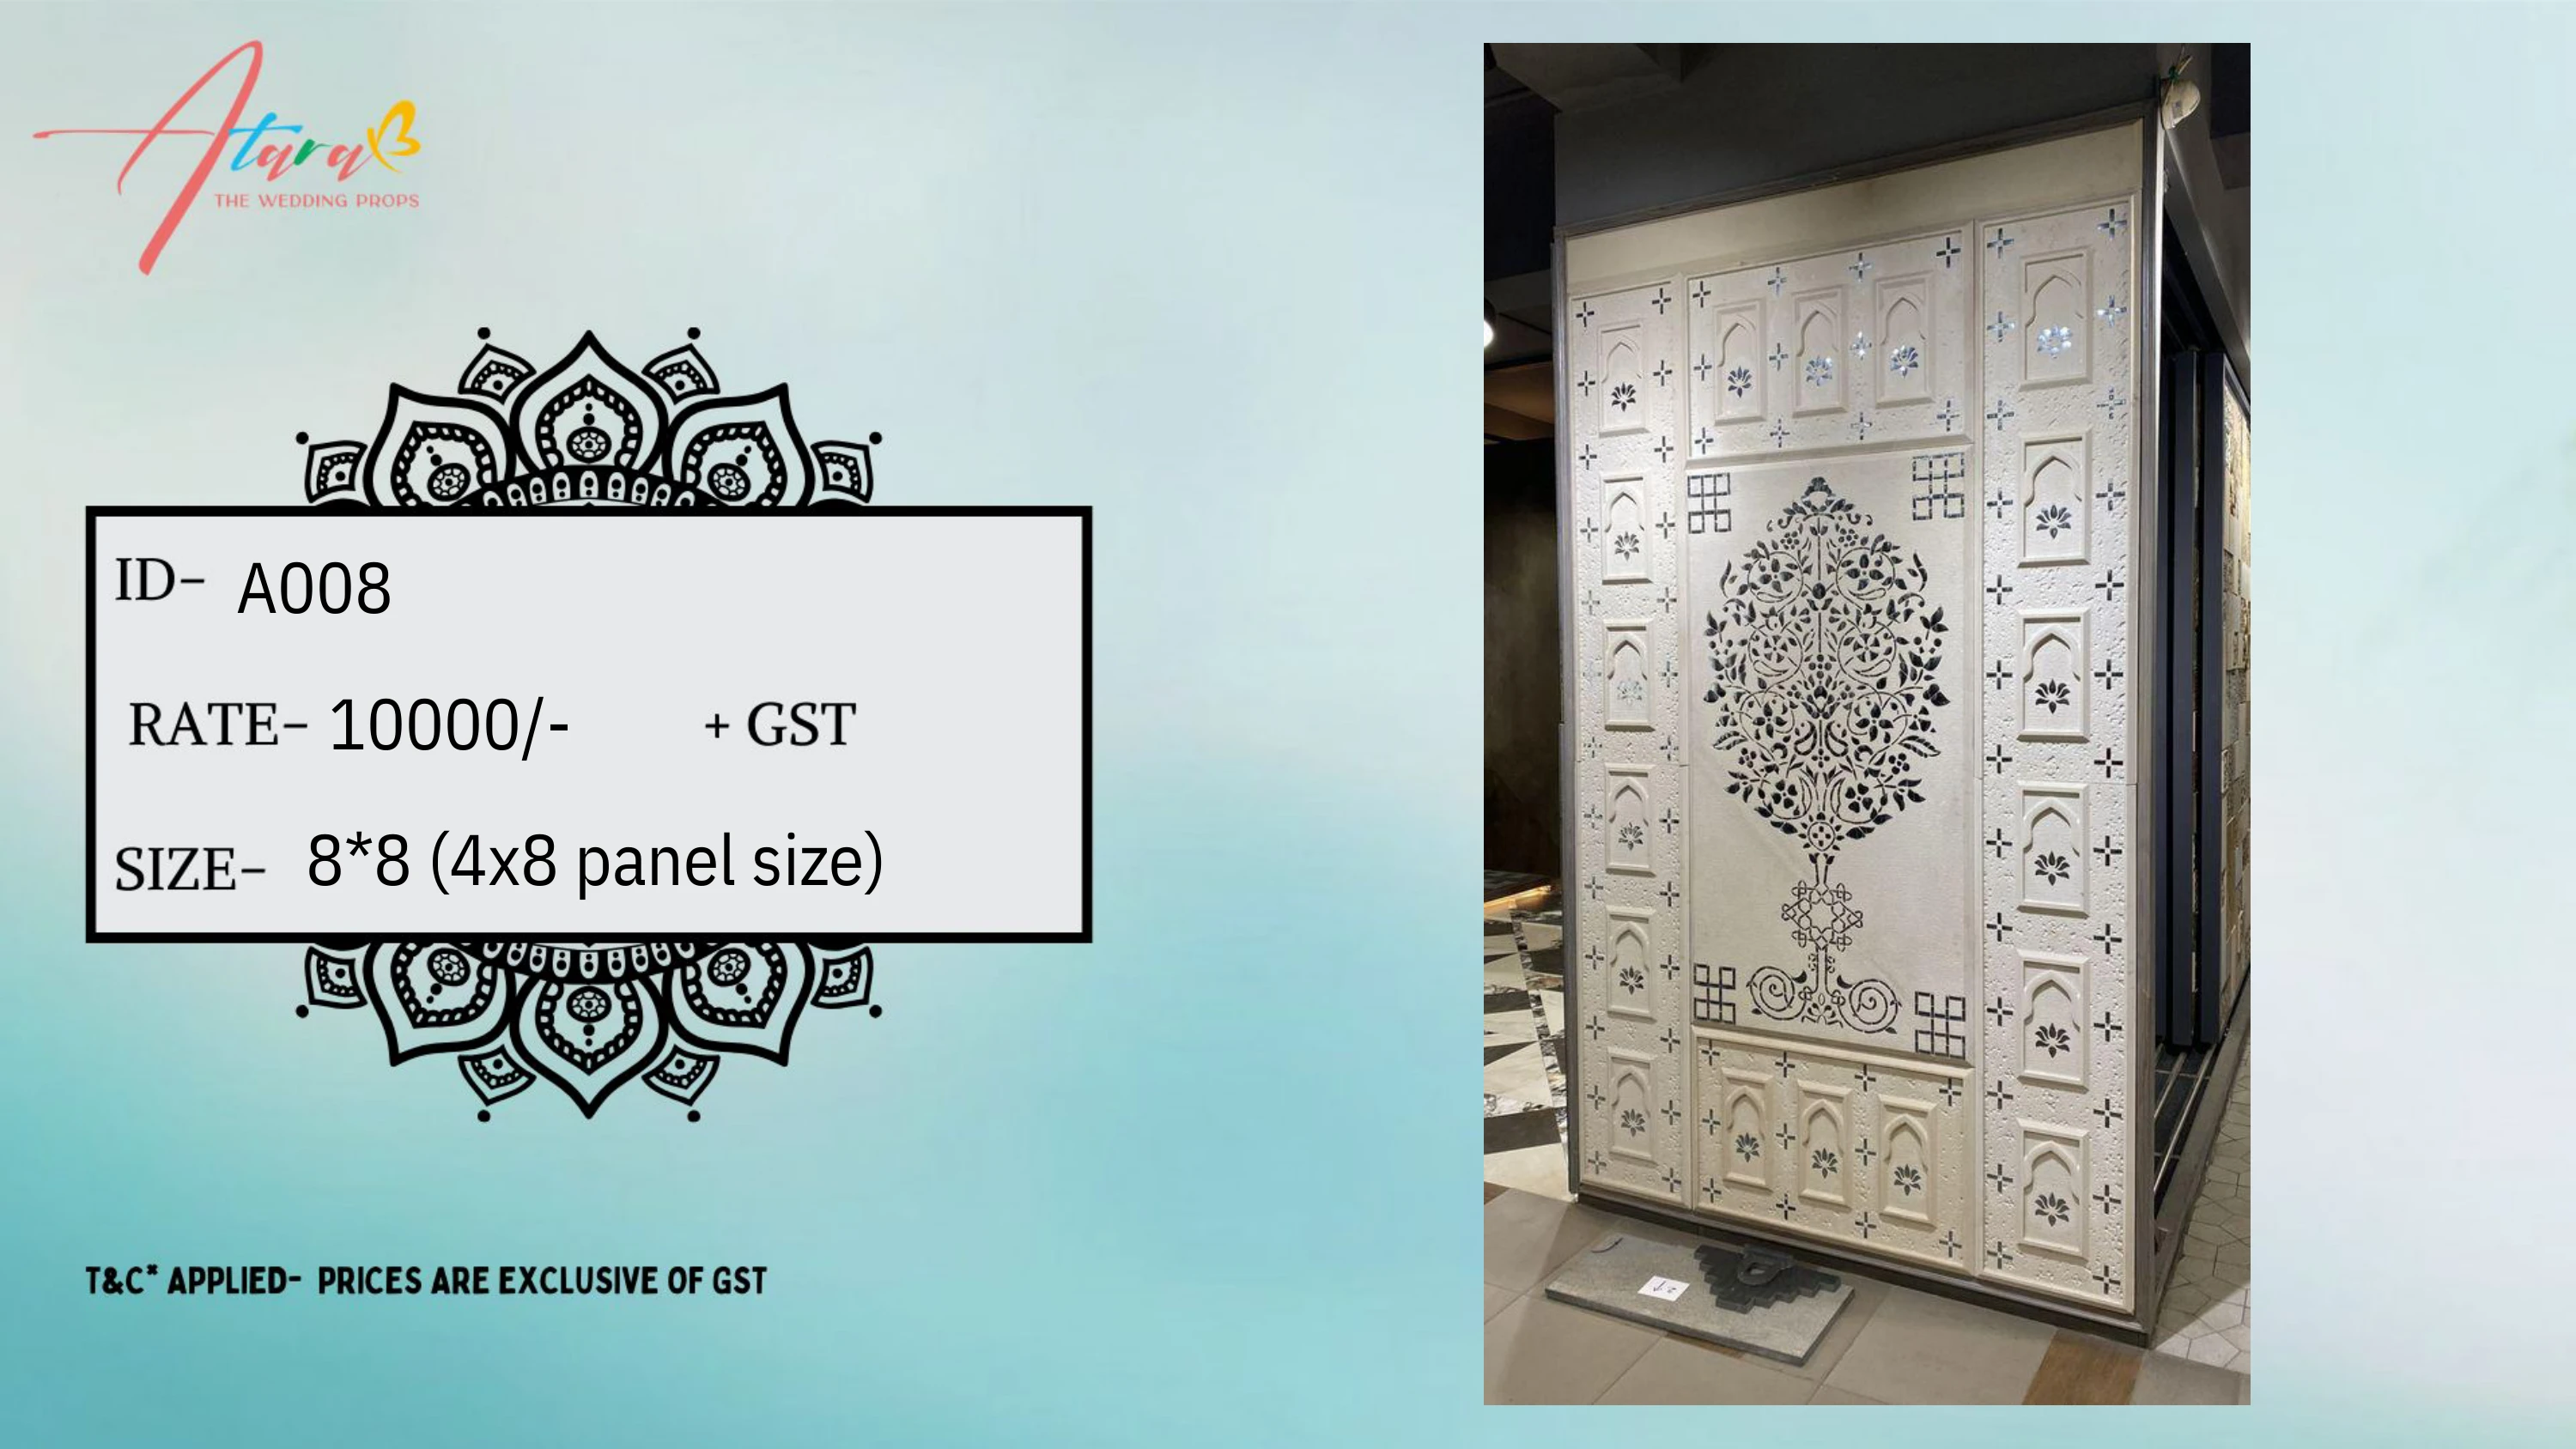 Atara
THE WEDDING PROPS
ID- A008
RATE- 10000/- + GST
SIZE- 8*8 (4x8 panel size)
T&C* APPLIED- PRICES ARE EXCLUSIVE OF GST